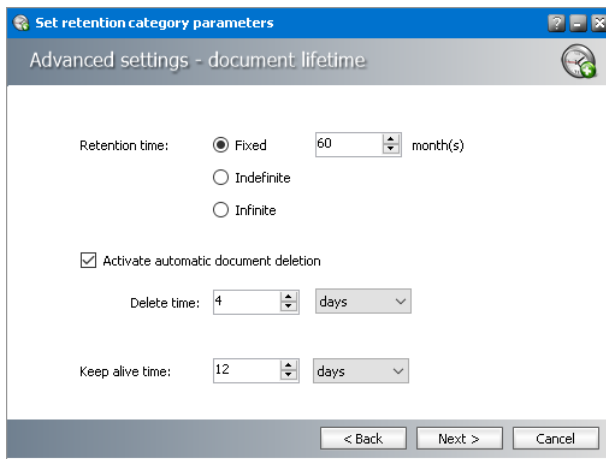 Set retention category parameters
Advanced settings - document lifetime
Retention time: Fixed 60 month(s)
Indefinite
Infinite
Activate automatic document deletion
Delete time: 4 days
Keep alive time: 12 days
< Back Next > Cancel